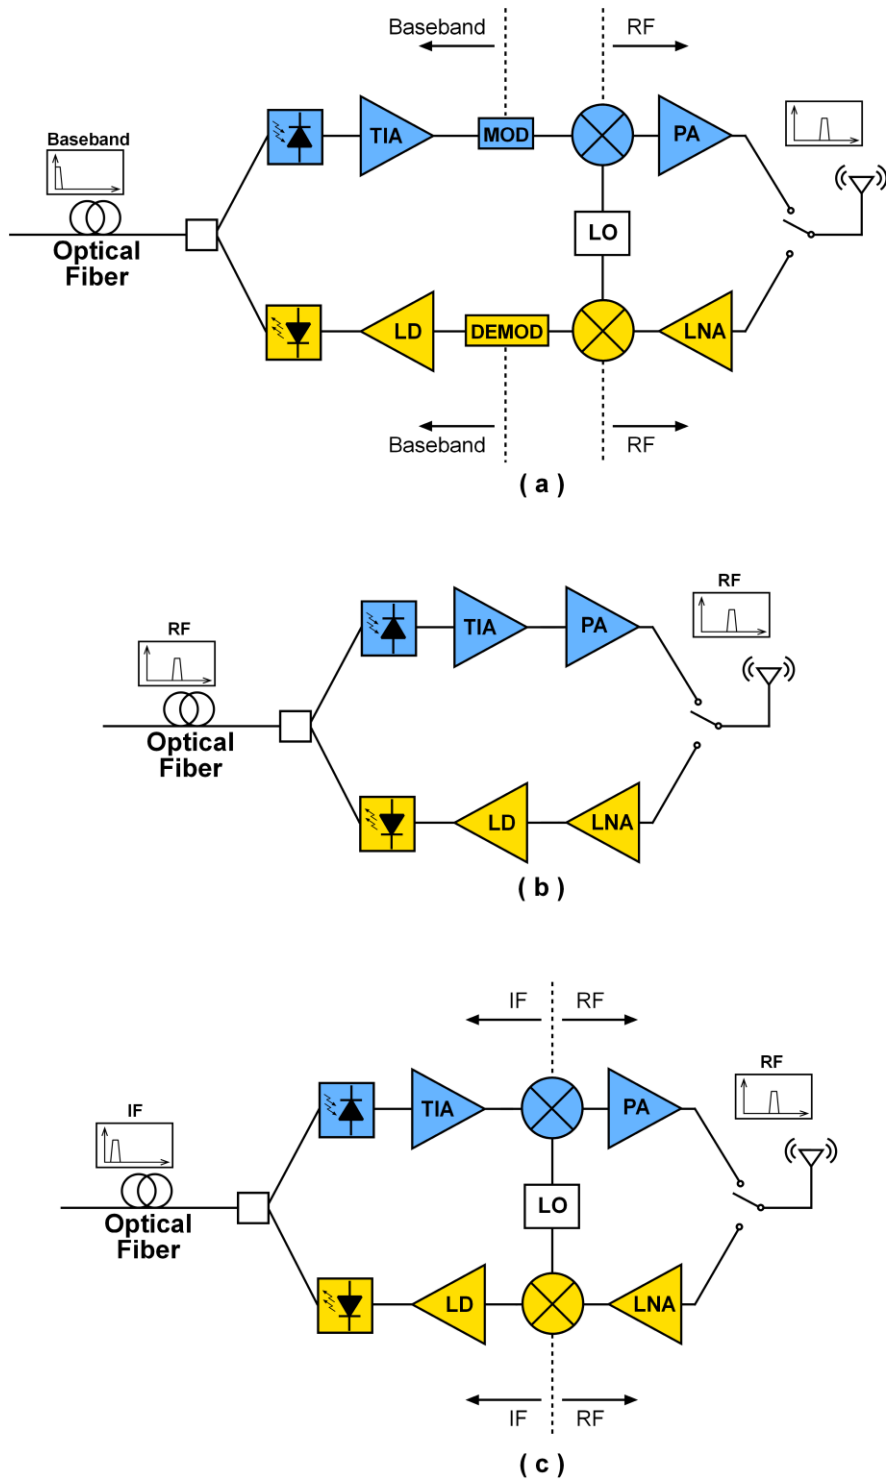 Baseband
RF
Baseband
TIA
MOD
PA
Optical
Fiber
LO
LD
DEMOD
LNA
Baseband
RF
( a )
RF
RF
TIA
PA
Optical
Fiber
LD
LNA
( b )
IF
RF
RF
IF
TIA
PA
Optical
Fiber
LO
LD
LNA
IF
RF
( c )